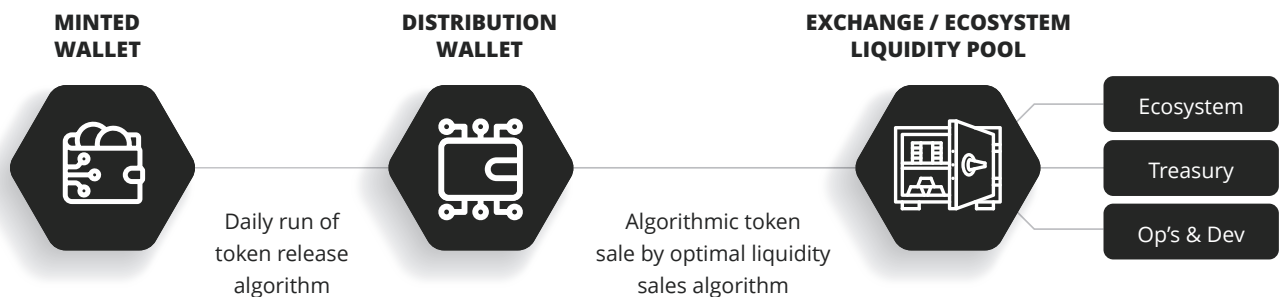 MINTED
WALLET
DISTRIBUTION
WALLET
EXCHANGE / ECOSYSTEM
LIQUIDITY POOL
Ecosystem
Treasury
Op's & Dev
Daily run of
token release
algorithm
Algorithmic token
sale by optimal liquidity
sales algorithm